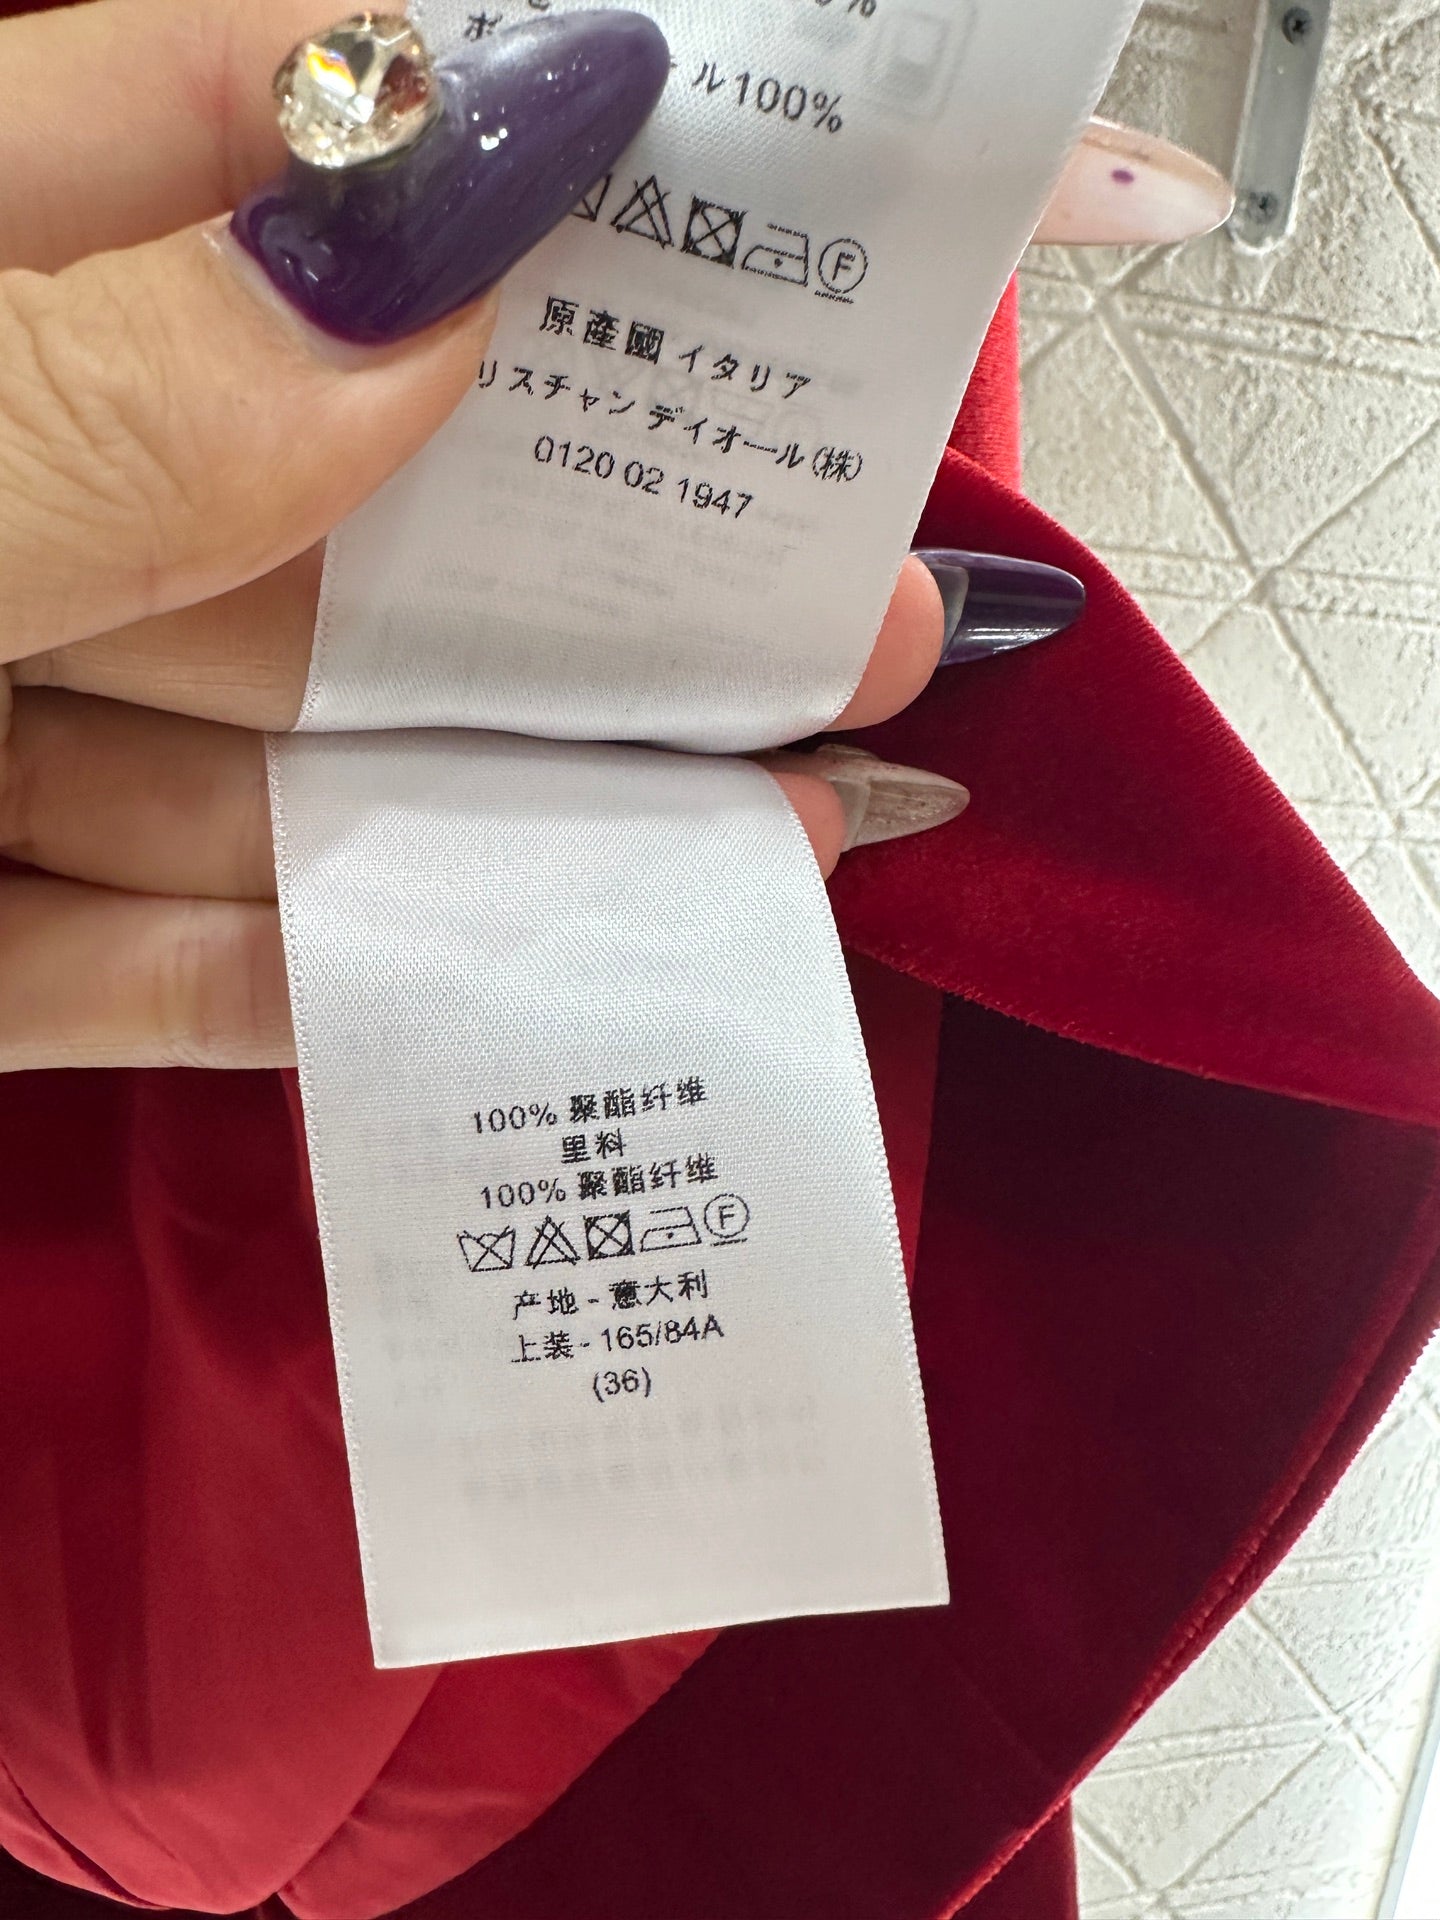 ル100%
F
原産國 イタリア
リスチャン ディオール(株)
0120 02 1947
100% 聚酯纤维
里料
100% 聚酯纤维
F
产地 - 意大利
上装 - 165/84A
(36)